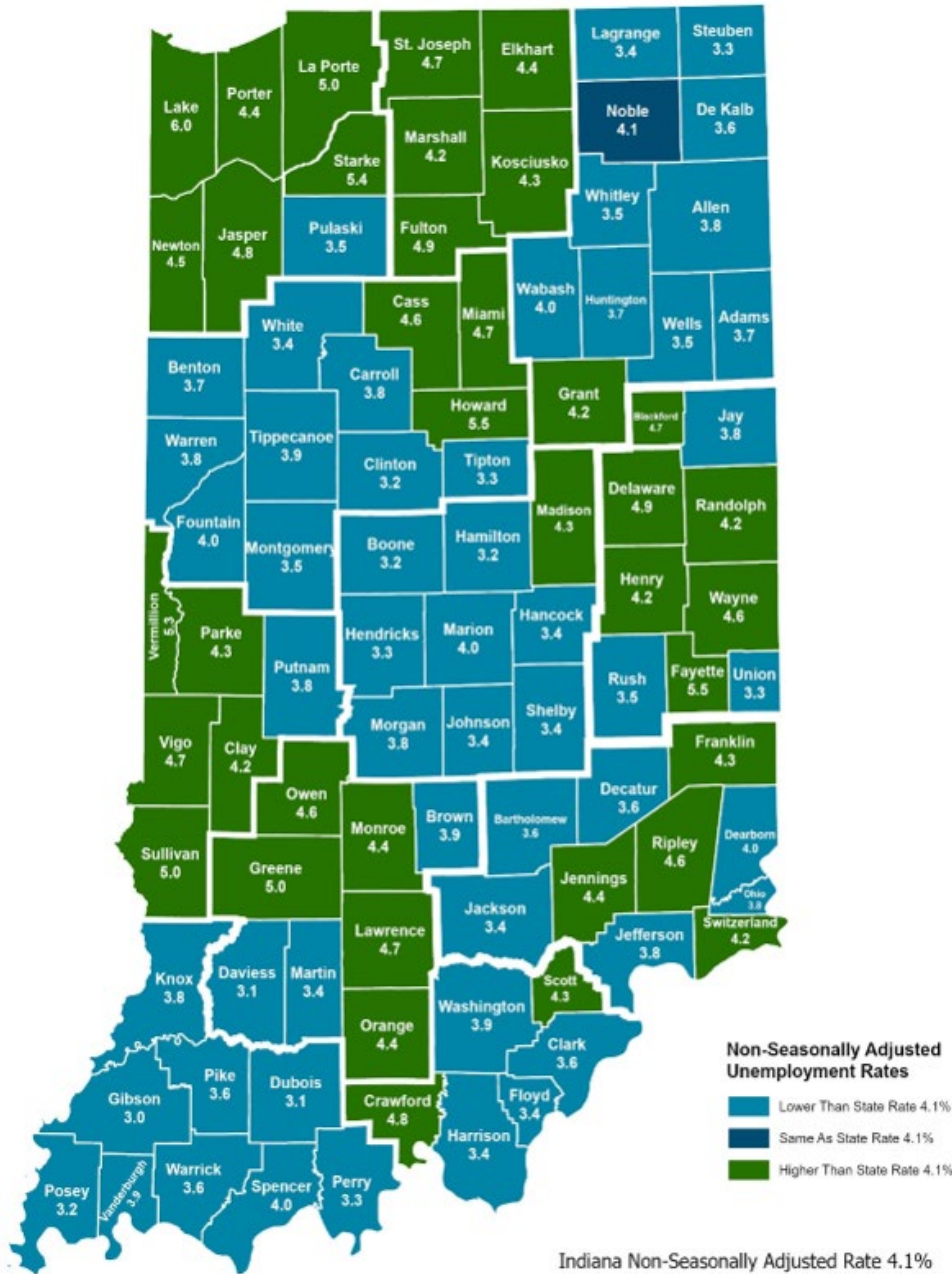 Lagrange
3.4
Steuben
3.3
St. Joseph
4.7
Elkhart
4.4
La Porte
5.0
Porter
4.4
Lake
6.0
Noble
4.1
De Kalb
3.6
Marshall
4.2
Kosciusko
4.3
Starke
5.4
Whitley
3.5
Allen
3.8
Newton
4.5
Jasper
4.8
Pulaski
3.5
Fulton
4.9
Wabash
4.0
Huntington
3.7
Wells
3.5
Adams
3.7
White
3.4
Cass
4.6
Miami
4.7
Benton
3.7
Carroll
3.8
Howard
5.5
Grant
4.2
Blackford
4.7
Jay
3.8
Warren
3.8
Tippecanoe
3.9
Clinton
3.2
Tipton
3.3
Madison
4.3
Delaware
4.9
Randolph
4.2
Fountain
4.0
Montgomery
3.5
Boone
3.2
Hamilton
3.2
Henry
4.2
Wayne
4.6
Vermillion
5.3
Parke
4.3
Putnam
3.8
Hendricks
3.3
Marion
4.0
Hancock
3.4
Rush
3.5
Fayette
5.5
Union
3.3
Morgan
3.8
Johnson
3.4
Shelby
3.4
Vigo
4.7
Clay
4.2
Franklin
4.3
Owen
4.6
Monroe
4.4
Brown
3.9
Bartholomew
3.6
Decatur
3.6
Ripley
4.6
Dearborn
4.0
Sullivan
5.0
Greene
5.0
Jennings
4.4
Ohio
3.8
Jackson
3.4
Switzerland
4.2
Lawrence
4.7
Jefferson
3.8
Knox
3.8
Daviess
3.1
Martin
3.4
Scott
4.3
Washington
3.9
Orange
4.4
Clark
3.6
Gibson
3.0
Pike
3.6
Dubois
3.1
Crawford
4.8
Floyd
3.4
Harrison
3.4
Posey
3.2
Vanderburgh
3.9
Warrick
3.6
Spencer
4.0
Perry
3.3
Non-Seasonally Adjusted
Unemployment Rates
Lower Than State Rate 4.1%
Same As State Rate 4.1%
Higher Than State Rate 4.1%
Indiana Non-Seasonally Adjusted Rate 4.1%